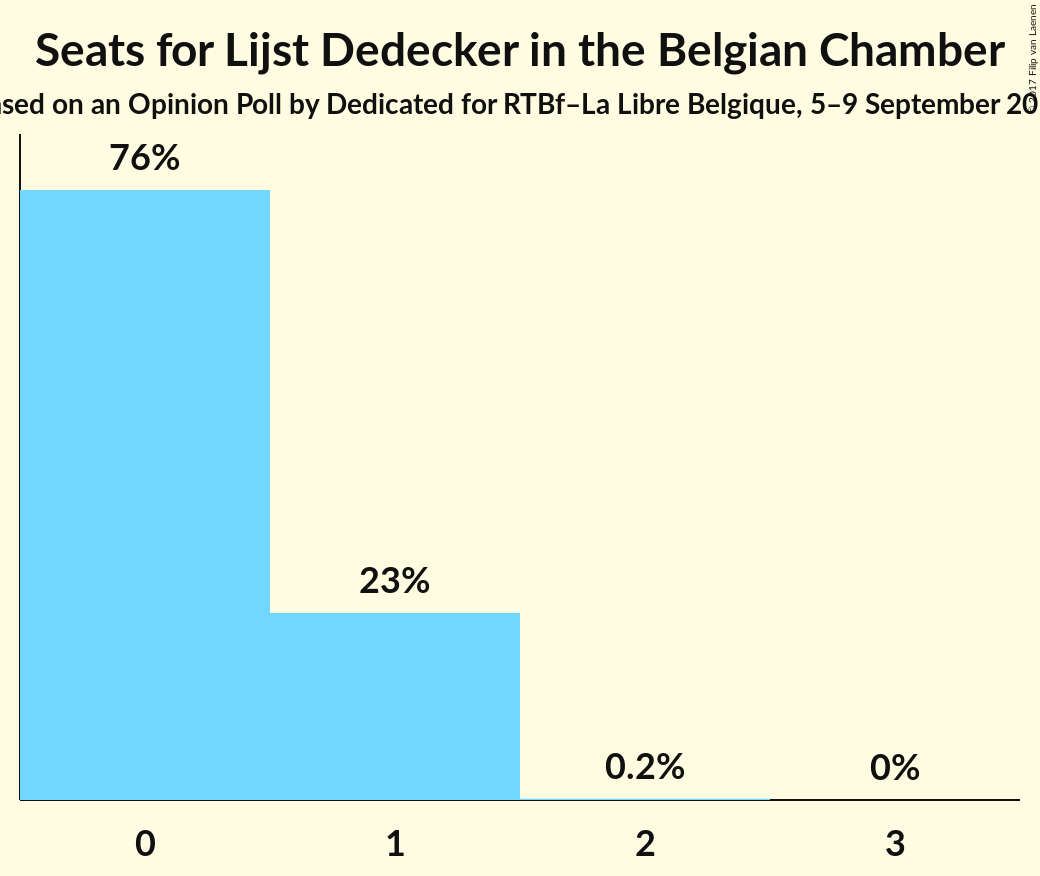 Seats for Lijst Dedecker in the Belgian Chamber
sed on an Opinion Poll by Dedicated for RTBf–La Libre Belgique, 5–9 September 20
© 2017 Filip van Laenen
76%
23%
0.2%
0%
0 1 2 3